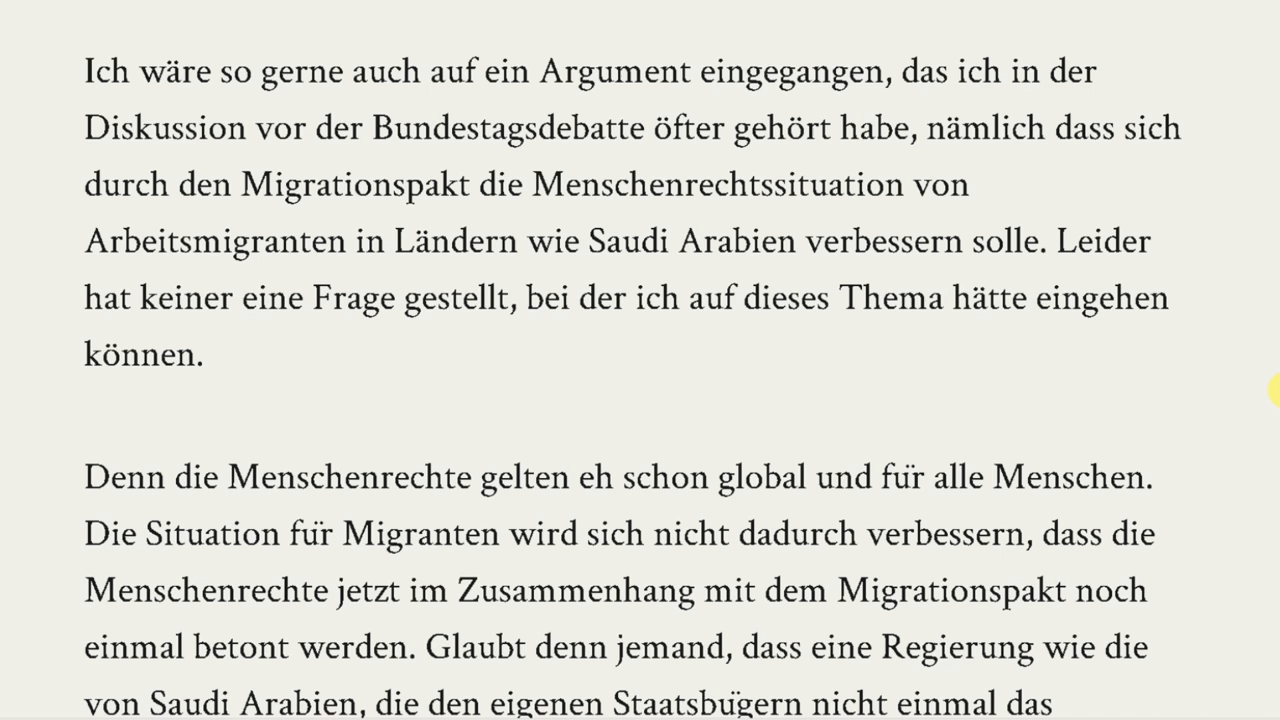 Ich wäre so gerne auch auf ein Argument eingegangen, das ich in der
Diskussion vor der Bundestagsdebatte öfter gehört habe, nämlich dass sich
durch den Migrationspakt die Menschenrechtssituation von
Arbeitsmigranten in Ländern wie Saudi Arabien verbessern solle. Leider
hat keiner eine Frage gestellt, bei der ich auf dieses Thema hätte eingehen
können.
Denn die Menschenrechte gelten eh schon global und für alle Menschen.
Die Situation für Migranten wird sich nicht dadurch verbessern, dass die
Menschenrechte jetzt im Zusammenhang mit dem Migrationspakt noch
einmal betont werden. Glaubt denn jemand, dass eine Regierung wie die
von Saudi Arabien, die den eigenen Staatsbügern nicht einmal das